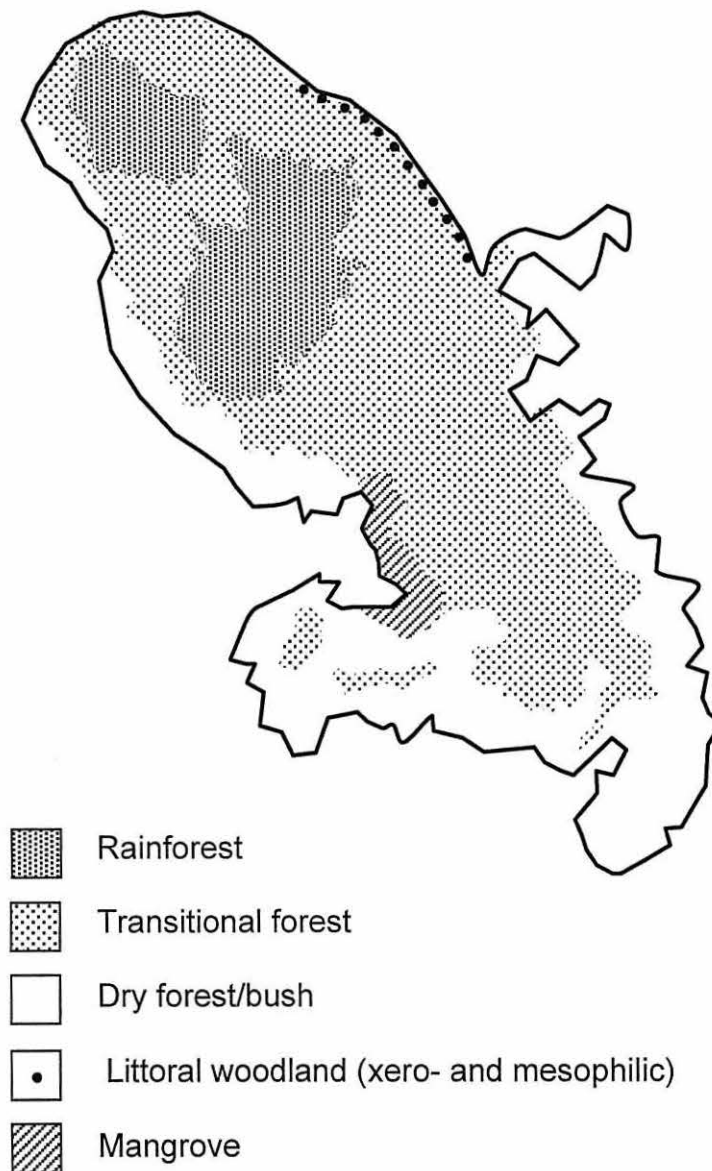 Rainforest
Transitional forest
Dry forest/bush
Littoral woodland (xero- and mesophilic)
Mangrove